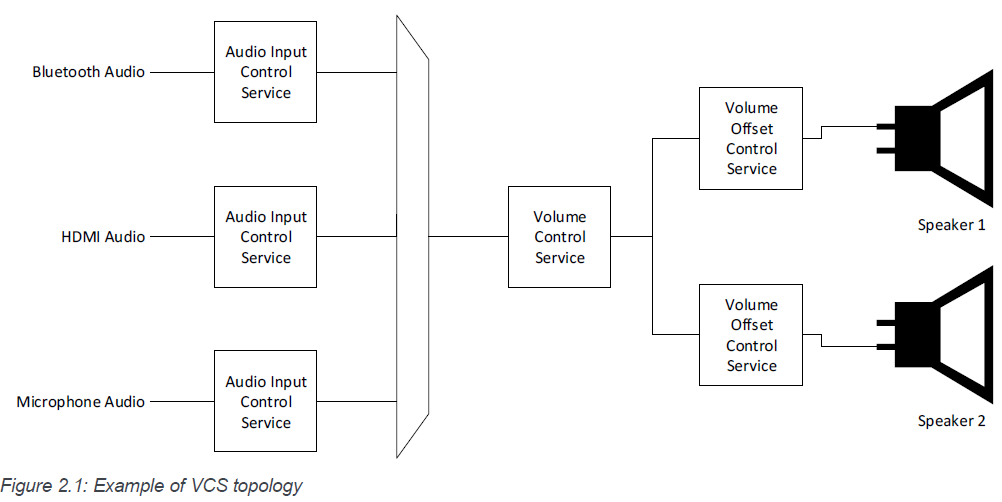 Bluetooth Audio
Audio Input
Control
Service
HDMI Audio
Audio Input
Control
Service
Microphone Audio
Audio Input
Control
Service
Volume
Control
Service
Volume
Offset
Control
Service
Speaker 1
Volume
Offset
Control
Service
Speaker 2
Figure 2.1: Example of VCS topology